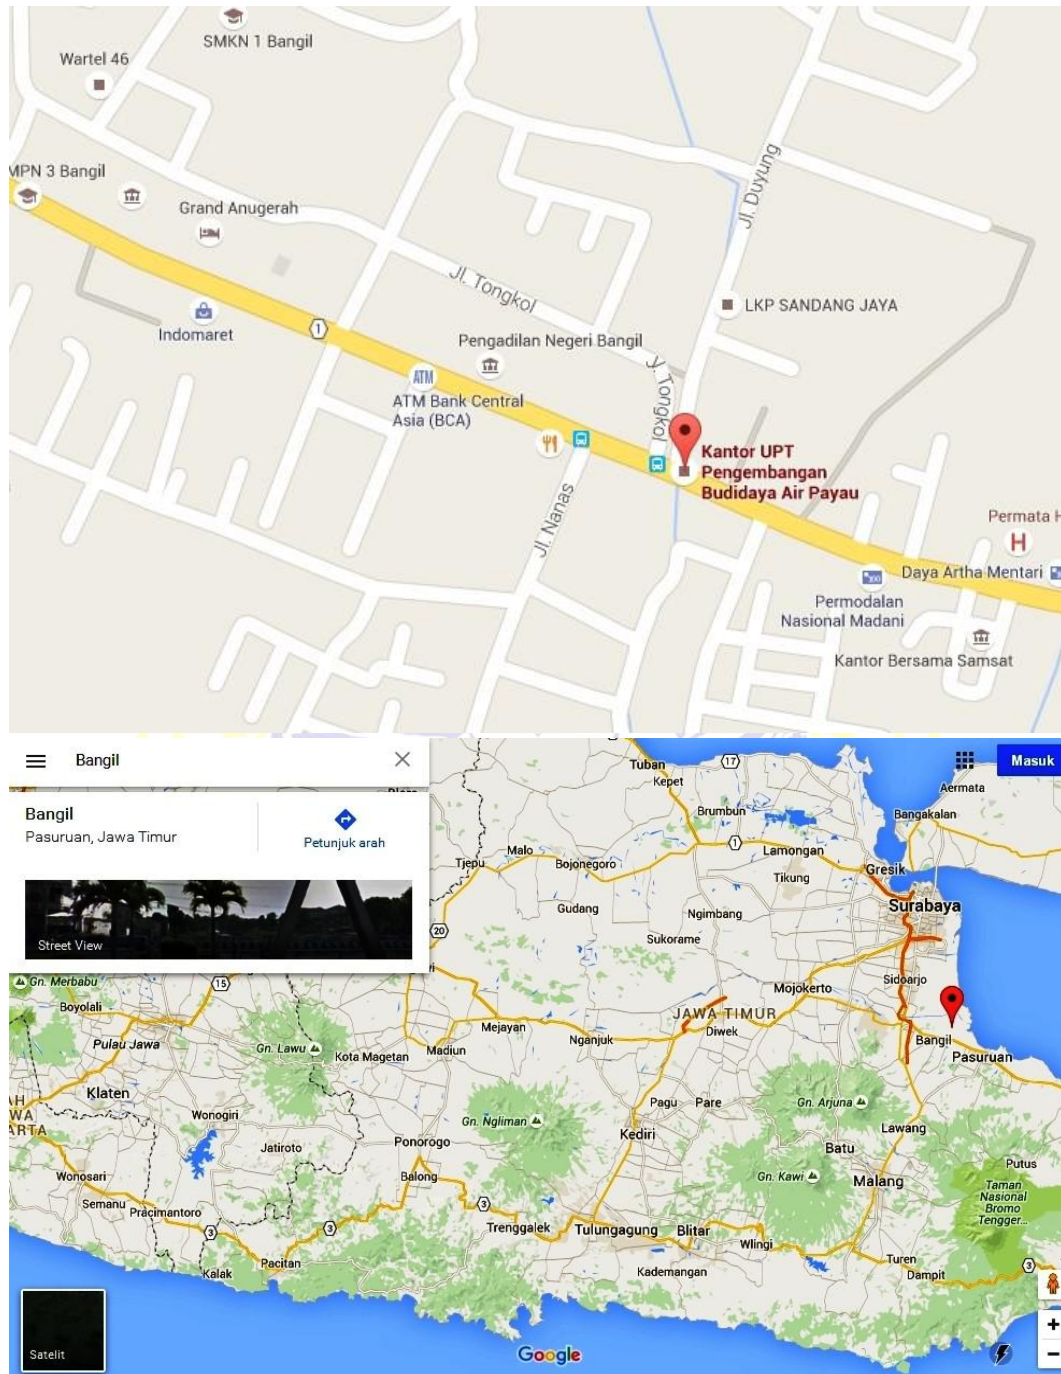 SMKN 1 Bangil
Wartel 46
MPN 3 Bangil
Grand Anugerah
Jl. Duyung
Jl. Tongkol
Indomaret
1
LKP SANDANG JAYA
Pengadilan Negeri Bangil
ATM
ATM Bank Central
Asia (BCA)
Jl. Tongkol
Kantor UPT
Pengembangan
Budidaya Air Payau
Jl. Nanas
Permata H
H
Daya Artha Mentari
Permodalan
Nasional Madani
Kantor Bersama Samsat
Bangil
Masuk
Bangil
Pasuruan, Jawa Timur
Petunjuk arah
Street View
Tuban
17
Kepet
Aermata
Brumbun
Bangakalan
1
Malo
Lamongan
Tjepu
Bojonegoro
Gresik
Tikung
Gudang
Ngimbang
Surabaya
20
Sukorame
Gn. Merbabu
15
Sidoarjo
Boyolali
Mojokerto
JAWA TIMUR
Pulau Jawa
Mejayan
Diwek
Gn. Lawu
Kota Magetan
Madiun
Nganjuk
Bangil
Pasuruan
Klaten
AH
WA
ARTA
Wonogiri
Gn. Ngliman
Pagu
Pare
Gn. Arjuna
Jatiroto
Ponorogo
Kediri
Lawang
Batu
Wonosari
Balong
Gn. Kawi
Malang
Putus
Taman
Nasional
Bromo
Tengger...
Semanu
Pracimantoro
3
3
3
Trenggalek
Tulungagung
Blitar
Wlingi
Pacitan
Kalak
Kademangan
Turen
Dampit
3
Satelit
Google
+
−